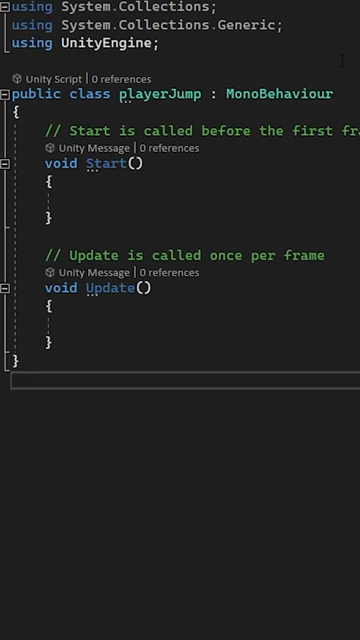 using System.Collections;
using System.Collections.Generic;
using UnityEngine;
Unity Script | 0 references
public class playerJump : MonoBehaviour
{
// Start is called before the first fra
Unity Message | 0 references
void Start()
{
}
// Update is called once per frame
Unity Message | 0 references
void Update()
{
}
}